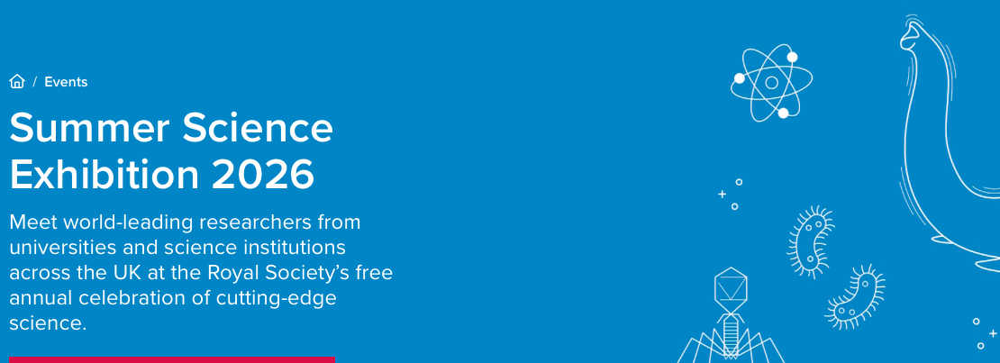 / Events
Summer Science
Exhibition 2026
Meet world-leading researchers from
universities and science institutions
across the UK at the Royal Society’s free
annual celebration of cutting-edge
science.